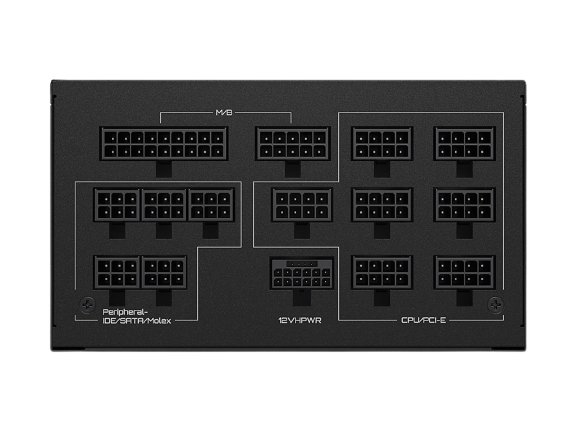 M/B
Peripheral-
IDE/SATA/Molex
12VHPWR
CPU/PCI-E